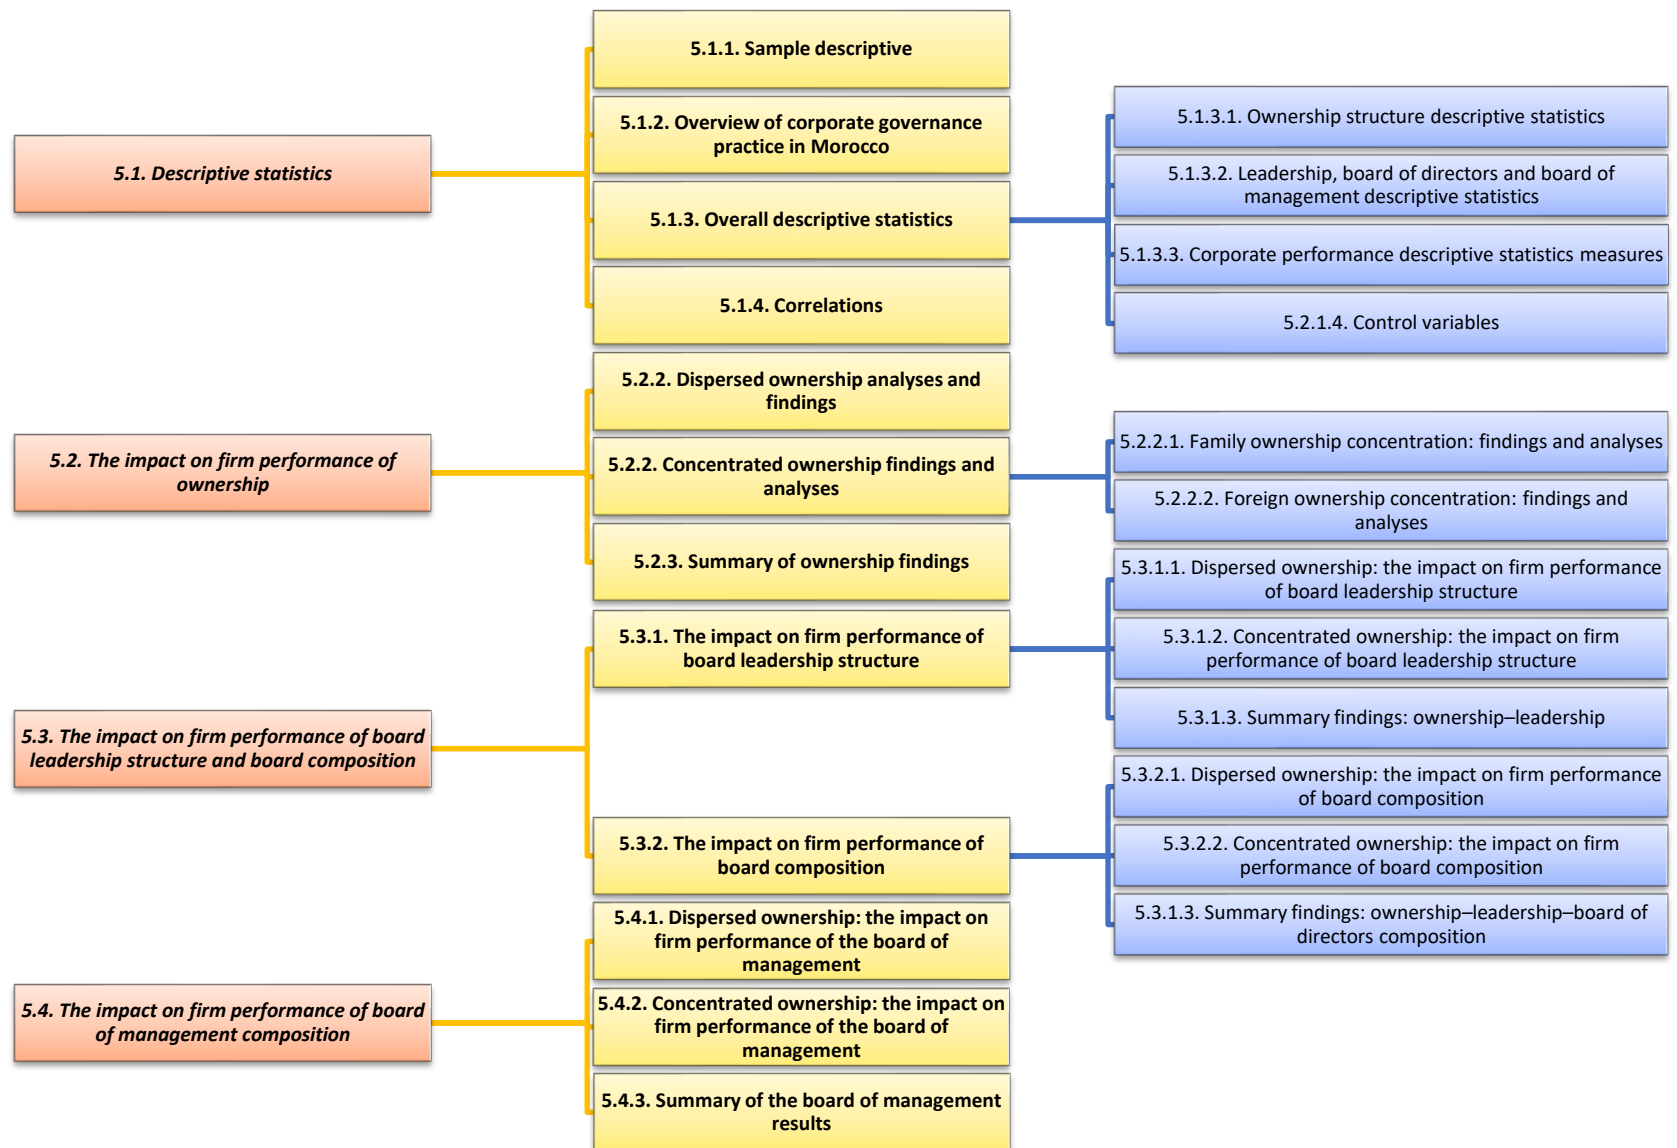 5.1. Descriptive statistics
5.1.1. Sample descriptive
5.1.2. Overview of corporate governance
practice in Morocco
5.1.3. Overall descriptive statistics
5.1.3.1. Ownership structure descriptive statistics
5.1.3.2. Leadership, board of directors and board of
management descriptive statistics
5.1.3.3. Corporate performance descriptive statistics measures
5.2.1.4. Control variables
5.1.4. Correlations
5.2. The impact on firm performance of
ownership
5.2.2. Dispersed ownership analyses and
findings
5.2.2. Concentrated ownership findings and
analyses
5.2.2.1. Family ownership concentration: findings and analyses
5.2.2.2. Foreign ownership concentration: findings and
analyses
5.2.3. Summary of ownership findings
5.3. The impact on firm performance of board
leadership structure and board composition
5.3.1. The impact on firm performance of
board leadership structure
5.3.1.1. Dispersed ownership: the impact on firm performance
of board leadership structure
5.3.1.2. Concentrated ownership: the impact on firm
performance of board leadership structure
5.3.1.3. Summary findings: ownership–leadership
5.3.2. The impact on firm performance of
board composition
5.3.2.1. Dispersed ownership: the impact on firm performance
of board composition
5.3.2.2. Concentrated ownership: the impact on firm
performance of board composition
5.3.1.3. Summary findings: ownership–leadership–board of
directors composition
5.4. The impact on firm performance of board
of management composition
5.4.1. Dispersed ownership: the impact on
firm performance of the board of
management
5.4.2. Concentrated ownership: the impact on
firm performance of the board of
management
5.4.3. Summary of the board of management
results